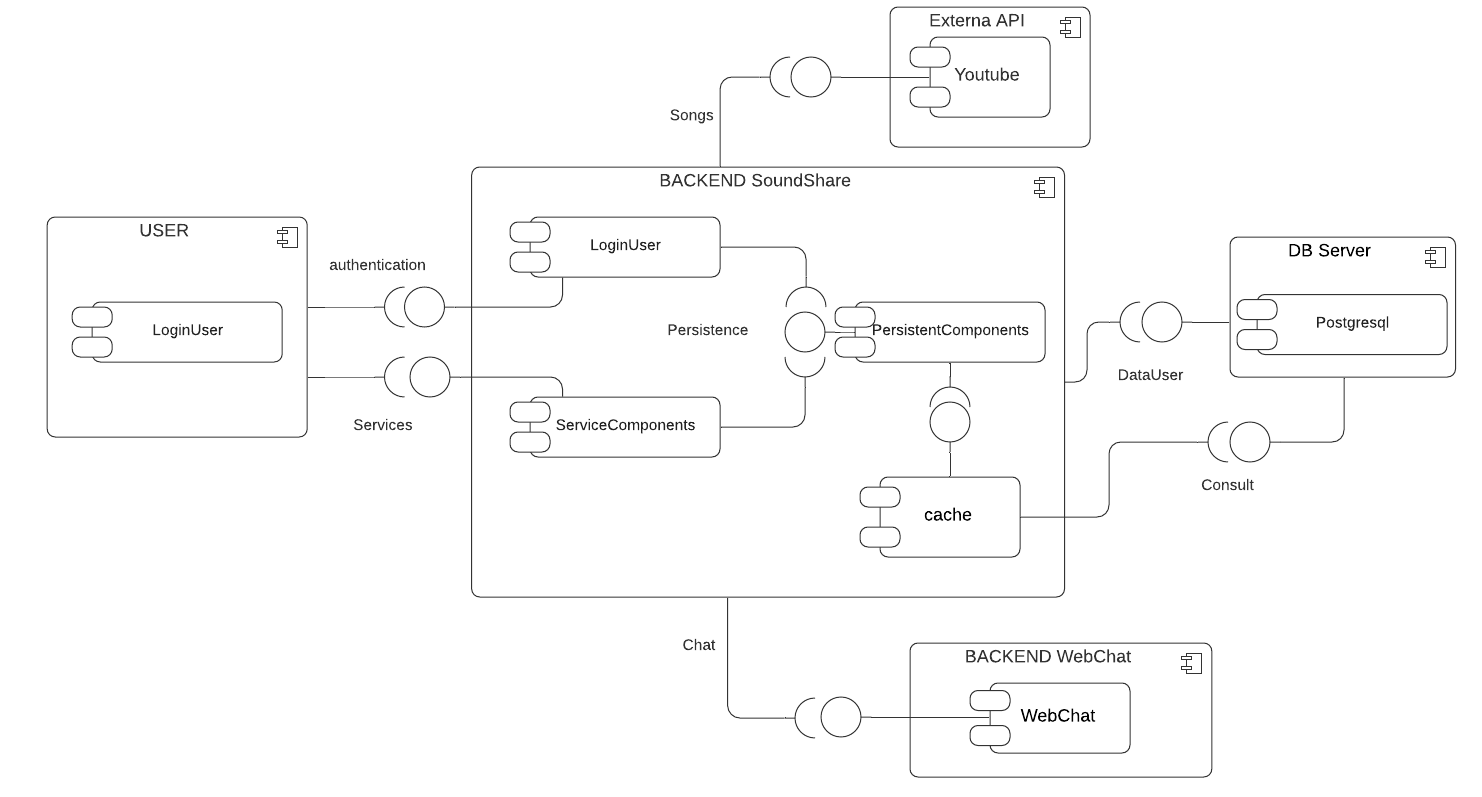 Externa API
Youtube
Songs
BACKEND SoundShare
USER
LoginUser
authentication
LoginUser
DB Server
Persistence
PersistentComponents
Postgresql
DataUser
Services
ServiceComponents
Consult
cache
Chat
BACKEND WebChat
WebChat